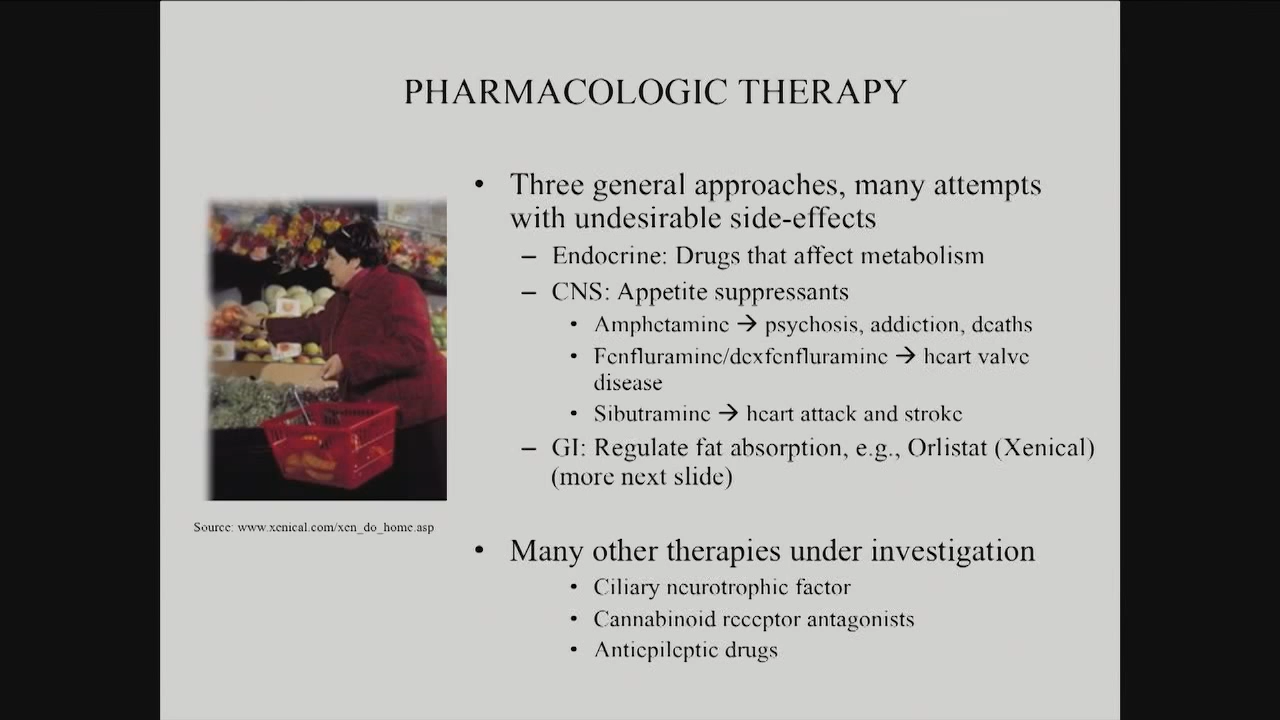 PHARMACOLOGIC THERAPY
• Three general approaches, many attempts
with undesirable side-effects
– Endocrine: Drugs that affect metabolism
– CNS: Appetite suppressants
• Amphetamine → psychosis, addiction, deaths
• Fenfluramine/dexfenfluramine → heart valve
disease
• Sibutramine → heart attack and stroke
– GI: Regulate fat absorption, e.g., Orlistat (Xenical)
(more next slide)
Source: www.xenical.com/xen_do_home.asp
• Many other therapies under investigation
• Ciliary neurotrophic factor
• Cannabinoid receptor antagonists
• Antiepileptic drugs